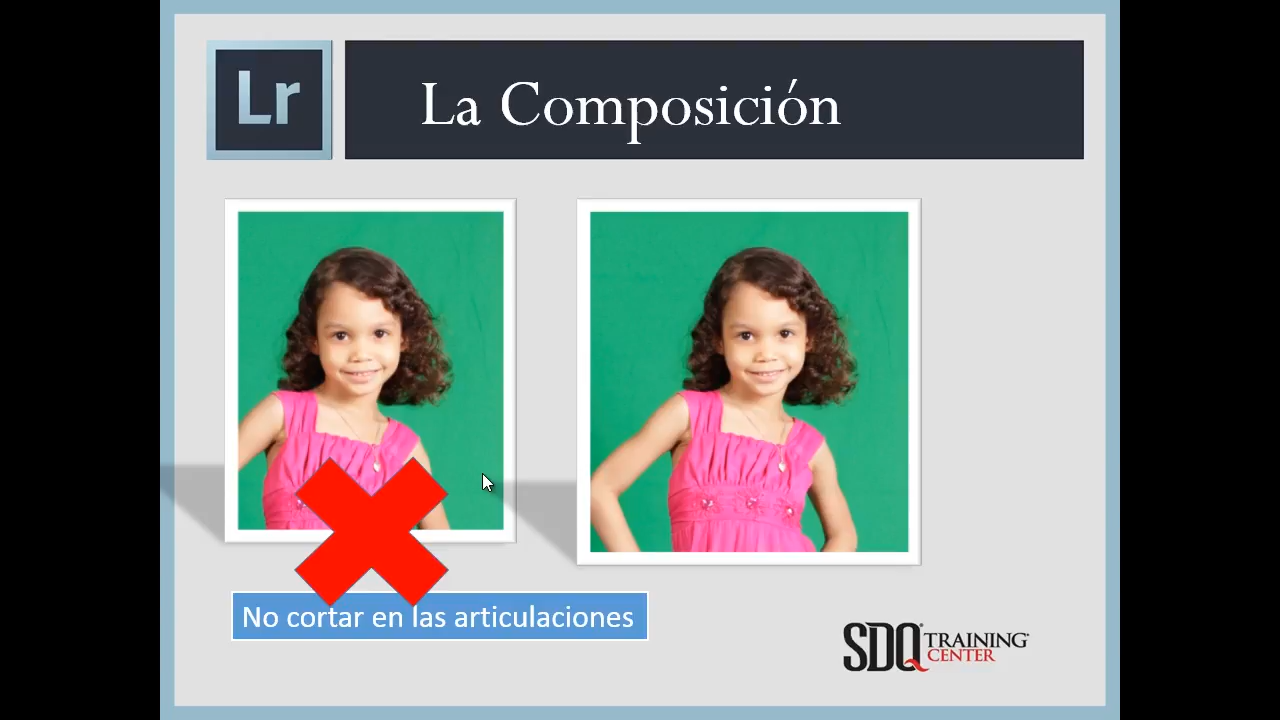 Lr
La Composición
No cortar en las articulaciones
SDQ TRAINING
CENTER